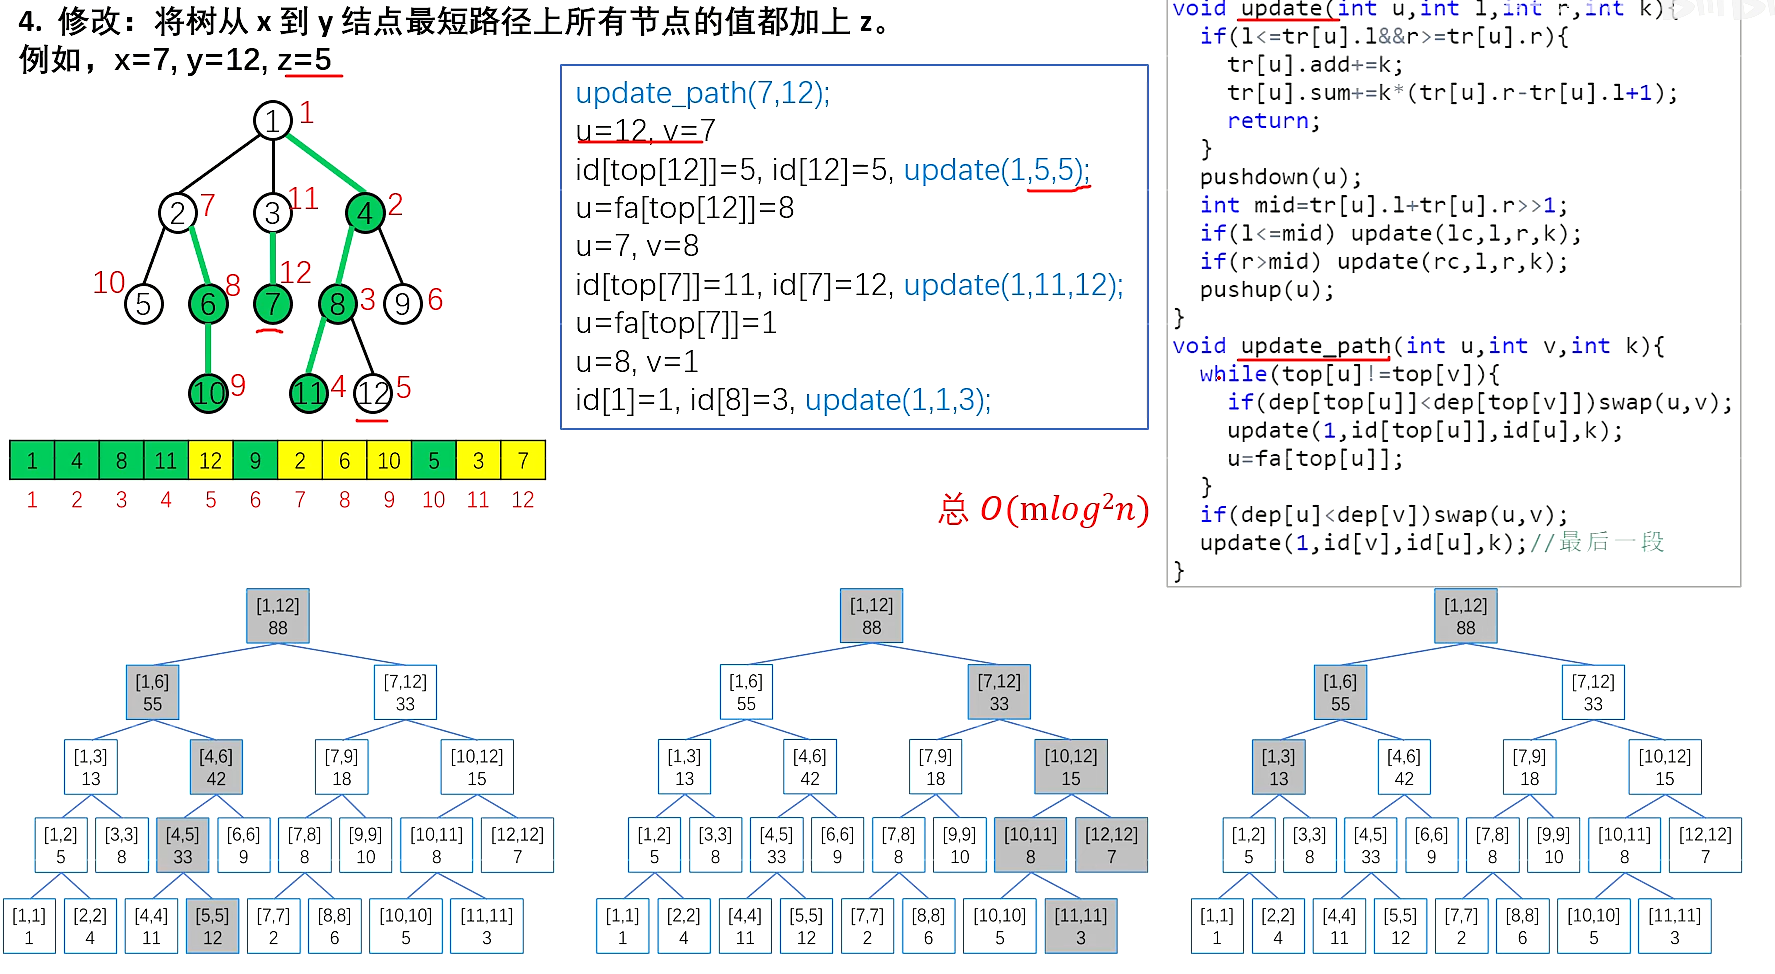 4. 修改：将树从 x 到 y 结点最短路径上所有节点的值都加上 z。
例如，x=7, y=12, z=5
1 1
2 7 3 11 4 2
10 5 6 8 7 12 8 3 9 6
10 9 11 4 12 5
1 4 8 11 12 9 2 6 10 5 3 7
1 2 3 4 5 6 7 8 9 10 11 12
update_path(7,12);
u=12, v=7
id[top[12]]=5, id[12]=5, update(1,5,5);
u=fa[top[12]]=8
u=7, v=8
id[top[7]]=11, id[7]=12, update(1,11,12);
u=fa[top[7]]=1
u=8, v=1
id[1]=1, id[8]=3, update(1,1,3);
总 O(mlog²n)
void update(int u,int l,int r,int k){
if(l<=tr[u].l&&r>=tr[u].r){
tr[u].add+=k;
tr[u].sum+=k*(tr[u].r-tr[u].l+1);
return;
}
pushdown(u);
int mid=tr[u].l+tr[u].r>>1;
if(l<=mid) update(lc,l,r,k);
if(r>mid) update(rc,l,r,k);
pushup(u);
}
void update_path(int u,int v,int k){
while(top[u]!=top[v]){
if(dep[top[u]]<dep[top[v]])swap(u,v);
update(1,id[top[u]],id[u],k);
u=fa[top[u]];
}
if(dep[u]<dep[v])swap(u,v);
update(1,id[v],id[u],k);//最后一段
}
[1,12]
88
[1,6] [7,12]
55 33
[1,3] [4,6] [7,9] [10,12]
13 42 18 15
[1,2] [3,3] [4,5] [6,6] [7,8] [9,9] [10,11] [12,12]
5 8 33 9 8 10 8 7
[1,1] [2,2] [4,4] [5,5] [7,7] [8,8] [10,10] [11,11]
1 4 11 12 2 6 5 3
[1,12]
88
[1,6] [7,12]
55 33
[1,3] [4,6] [7,9] [10,12]
13 42 18 15
[1,2] [3,3] [4,5] [6,6] [7,8] [9,9] [10,11] [12,12]
5 8 33 9 8 10 8 7
[1,1] [2,2] [4,4] [5,5] [7,7] [8,8] [10,10] [11,11]
1 4 11 12 2 6 5 3
[1,12]
88
[1,6] [7,12]
55 33
[1,3] [4,6] [7,9] [10,12]
13 42 18 15
[1,2] [3,3] [4,5] [6,6] [7,8] [9,9] [10,11] [12,12]
5 8 33 9 8 10 8 7
[1,1] [2,2] [4,4] [5,5] [7,7] [8,8] [10,10] [11,11]
1 4 11 12 2 6 5 3